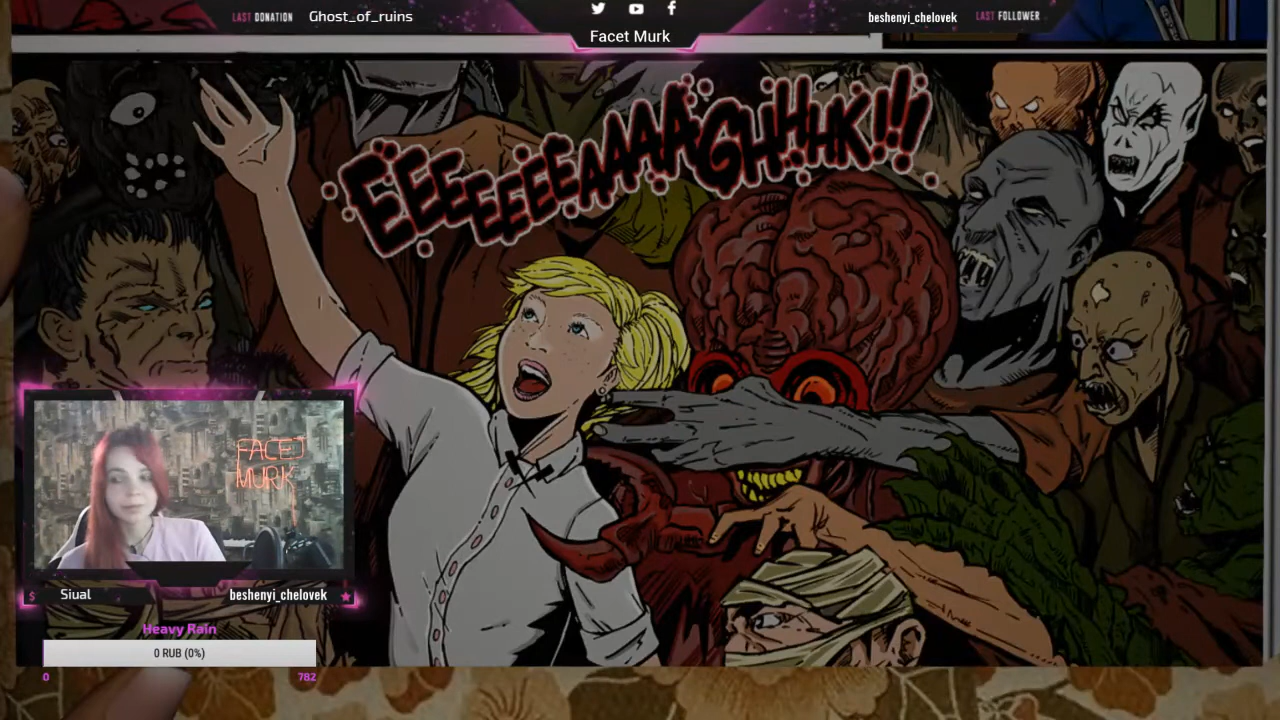 LAST DONATION Ghost_of_ruins
Facet Murk
beshenyi_chelovek LAST FOLLOWER
EEEEEEEAAAAGHHHK!!!
FACET
MURK
$ Siual beshenyi_chelovek
Heavy Rain
0 RUB (0%)
0 782